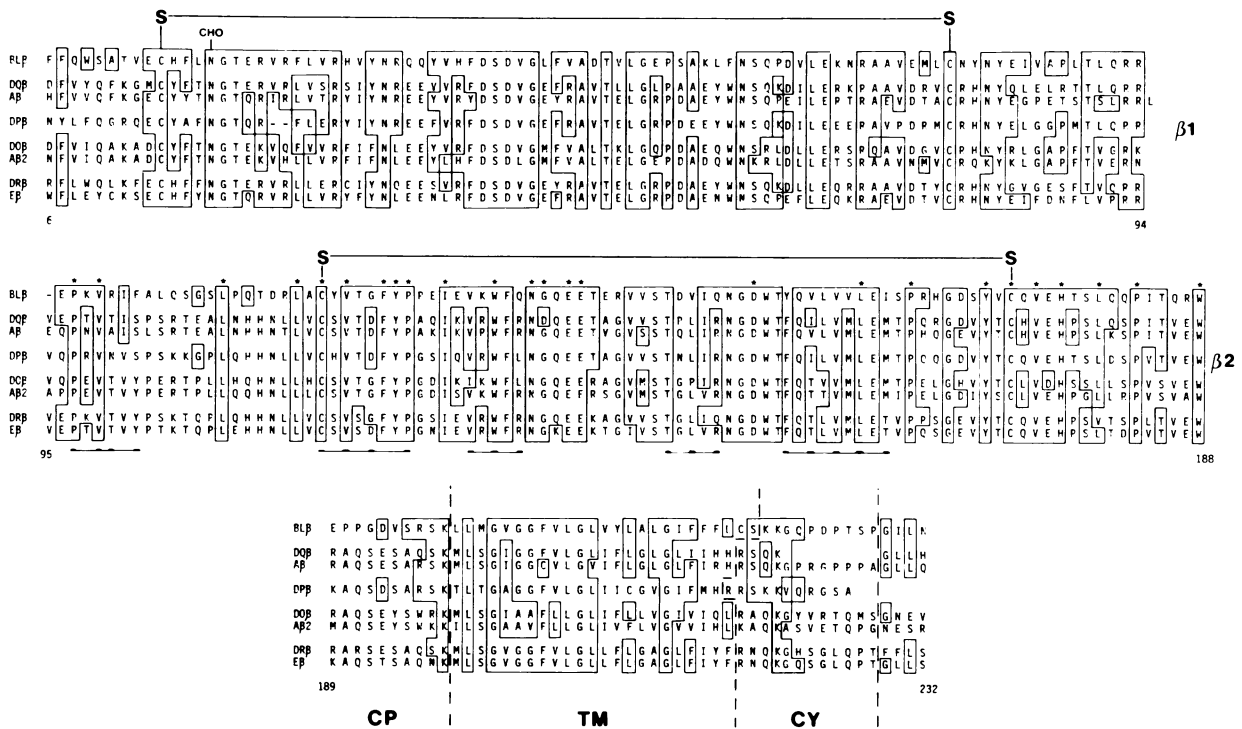 S S
CHO
BLβ F F Q W S A T V E C H F L N G T E R V R F L V R H V Y N R Q Q Y V H F D S D V G L F V A D T Y L G E P S A K L F N S Q P D V L E K N R A A V E M L C N Y N Y E I V A P L T L Q R R
DQβ D F V Y Q F K G M C Y F T N G T E R V R L V S R S I Y N R E E V V R F D S D V G E F R A V T L L G L P A A E Y W N S Q K D I L E R K P A A V D R V C R H N Y Q L E L R T T L Q P R
Aβ H F V V Q F K G E C Y Y T N G T Q R I R L V T R Y I Y N R E E Y V R Y D S D V G E Y R A V T E L G R P D A E Y W N S Q P E I L E P T R A E V D T A C R H N Y E G P E T S T S L R R L
DPβ N Y L F Q G R Q E C Y A F N G T Q R - - F L E R Y I Y N R E E F V R F D S D V G E F R A V T E L G R P D E E Y W N S Q K D I L E E E R A V P D R M C R H N Y E L G G P M T L Q P R
DOβ D F V I Q A K A D C Y F T N G T E K V Q F V V R F I F N L E E Y V R F D S D V G M F V A L T K L G Q P D A E Q W N S R L D L L E R S R Q A V D G V C R H N Y R L G A P F T V G R K
Aβ2 N F V I Q A K A D C Y F T N G T E K V H L L V P F I F N L E E Y L H F D S D L G M F V A L T E L G E P D A D Q W N K R L D L L E T S R A A V N M V C R Q K Y K L G A P F T V E R N
DRβ R F L W Q L K F E C H F F N G T E R V R L L E R C I Y N Q E E S V R F D S D V G E Y R A V T E L G R P D A E Y W N S Q K D L L E Q R R A A V D T Y C R H N Y G V G E S F T V Q R R
Eβ W F L E Y C K S E C H F Y N G T Q R V R L L V R Y F Y N L E E N L R F D S D V G E F R A V T E L G R P D A E N W N S Q P E F L E Q K R A E V D T V C R H N Y E I F D N F L V P R R
β1
6 94
S S
BLβ - E P K V R I F A L Q S G S L P Q T D R L A C Y V T G F Y P P E I E V K W F Q N G Q E E T E R V V S T D V I Q N G D W T Y Q V L V V L E I S P R H G D S Y V C Q V E H T S L Q Q P I T Q R W
DQβ V E P T V T I S P S R T E A L N H H N L L V C S V T D F Y P A Q I K V R W F R N D Q E E T A G V V S T P L I R N G D W T F Q I L V M L E M T P Q R G D V Y T C H V E H P S L Q S P I T V E W
Aβ E Q P N V A I S L S R T E A L N H H N T L V C S V T D F Y P A K I K V P W F R N G Q E E T V G V S S T Q L I P N G D W T F Q V L V M L E M T P H Q G E V Y T C H V E H P S L K S P I T V E W
DPβ V Q P R V N V S P S K K G P L Q H H N L L V C H V T D F Y P G S I Q V R W F L N G Q E E T A G V V S T N L I R N G D W T F Q I L V M L E M T P C Q G D V Y T C Q V E H T S L D S P V T V E W
DCβ V Q P E V T V Y P E R T P L L H Q H N L L H C S V T G F Y P G D I K I K W F L N G Q E E R A G V M S T G P I R N G D W T F Q T V V M L E M T P E L G H V Y T C L V D H S S L L S P V S V E W
Aβ2 A P P E V T V Y P E R T P L L Q Q H N L L L C S V T G F Y P G D I S V K W F R N G Q E E R S G V M S T G L V R N G D W T F Q T T V M L E M I P E L G D I Y S C L V E H P G L L R P V S V A W
DRβ V E P K V T V Y P S K T Q F L Q H H N L L V C S V S G F Y P G S I E V R W F R N G Q E E K A G V V S T G L I Q N G D W T F Q T L V M L E T V P P S G E V Y T C Q V E H P S V T S P L T V E W
Eβ V E P T V T V Y P T K T Q P L E H H N L L V C S V S D F Y P G N I E V R W F R N G K E E K T G I V S T G L V R N G D W T F Q T L V M L E T V P Q S G E V Y T C Q V E H P S L T D P V T V E W
β2
95 188
BLβ E P P G D V S R S K L L M G V G G F V L G L V Y L A L G I F F F L C S K K G Q P D P T S P G I L N
DQβ R A Q S E S A Q S K M L S G I G G F V L G L I F L G L G L I I H H R S Q K G L L H
Aβ R A Q S E S A R S K M L S G I G G C V L G V I F L G L G L F I R H R S Q K G P R G P P P A G L L Q
DPβ K A Q S D S A R S K T L T G A G G F V L G L I I C G V G I F M H R R S K K V Q R G S A
DOβ R A Q S E Y S W R K M L S G I A A F L L G L I F L L V G I V I Q L R A Q K G Y V R T Q M S G N E V
Aβ2 M A Q S E Y S W K K I L S G A A V F L L G L I V F L V G V V I H L K A Q K A S V E T Q P G N E S R
DRβ R A R S E S A Q S K M L S G V G G F V L G L L F L G A G L F I Y F R N Q K G H S G L Q P T F F L S
Eβ K A Q S T S A Q N K M L S G V G G F V L G L L F L G A G L F I Y F R N Q K G Q S G L Q P T G L L S
189 232
CP TM CY